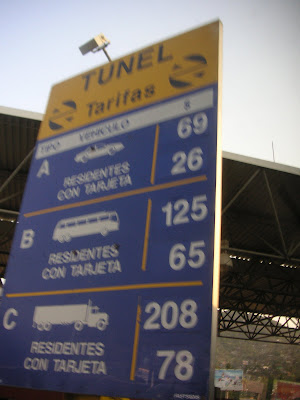 TUNEL
Tarifas
TIPO VEHICULO $
A 69
RESIDENTES CON TARJETA 26
B 125
RESIDENTES CON TARJETA 65
C 208
RESIDENTES CON TARJETA 78